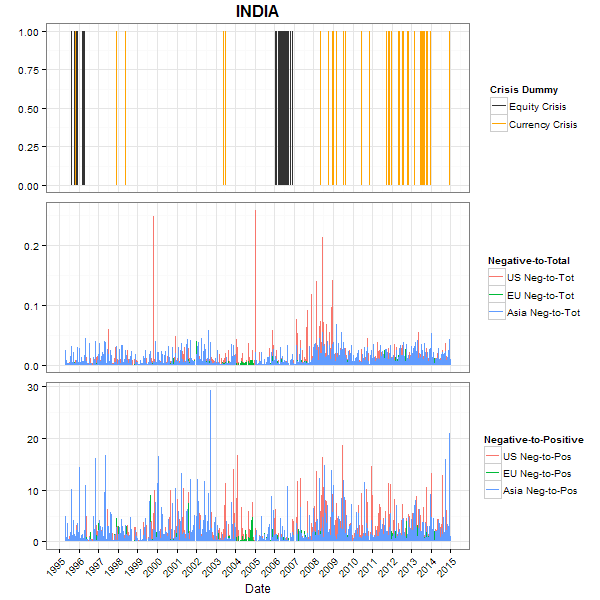 INDIA
1.00
0.75
0.50
0.25
0.00
Crisis Dummy
Equity Crisis
Currency Crisis
0.2
0.1
0.0
Negative-to-Total
US Neg-to-Tot
EU Neg-to-Tot
Asia Neg-to-Tot
30
20
10
0
Negative-to-Positive
US Neg-to-Pos
EU Neg-to-Pos
Asia Neg-to-Pos
1995 1996 1997 1998 1999 2000 2001 2002 2003 2004 2005 2006 2007 2008 2009 2010 2011 2012 2013 2014 2015
Date